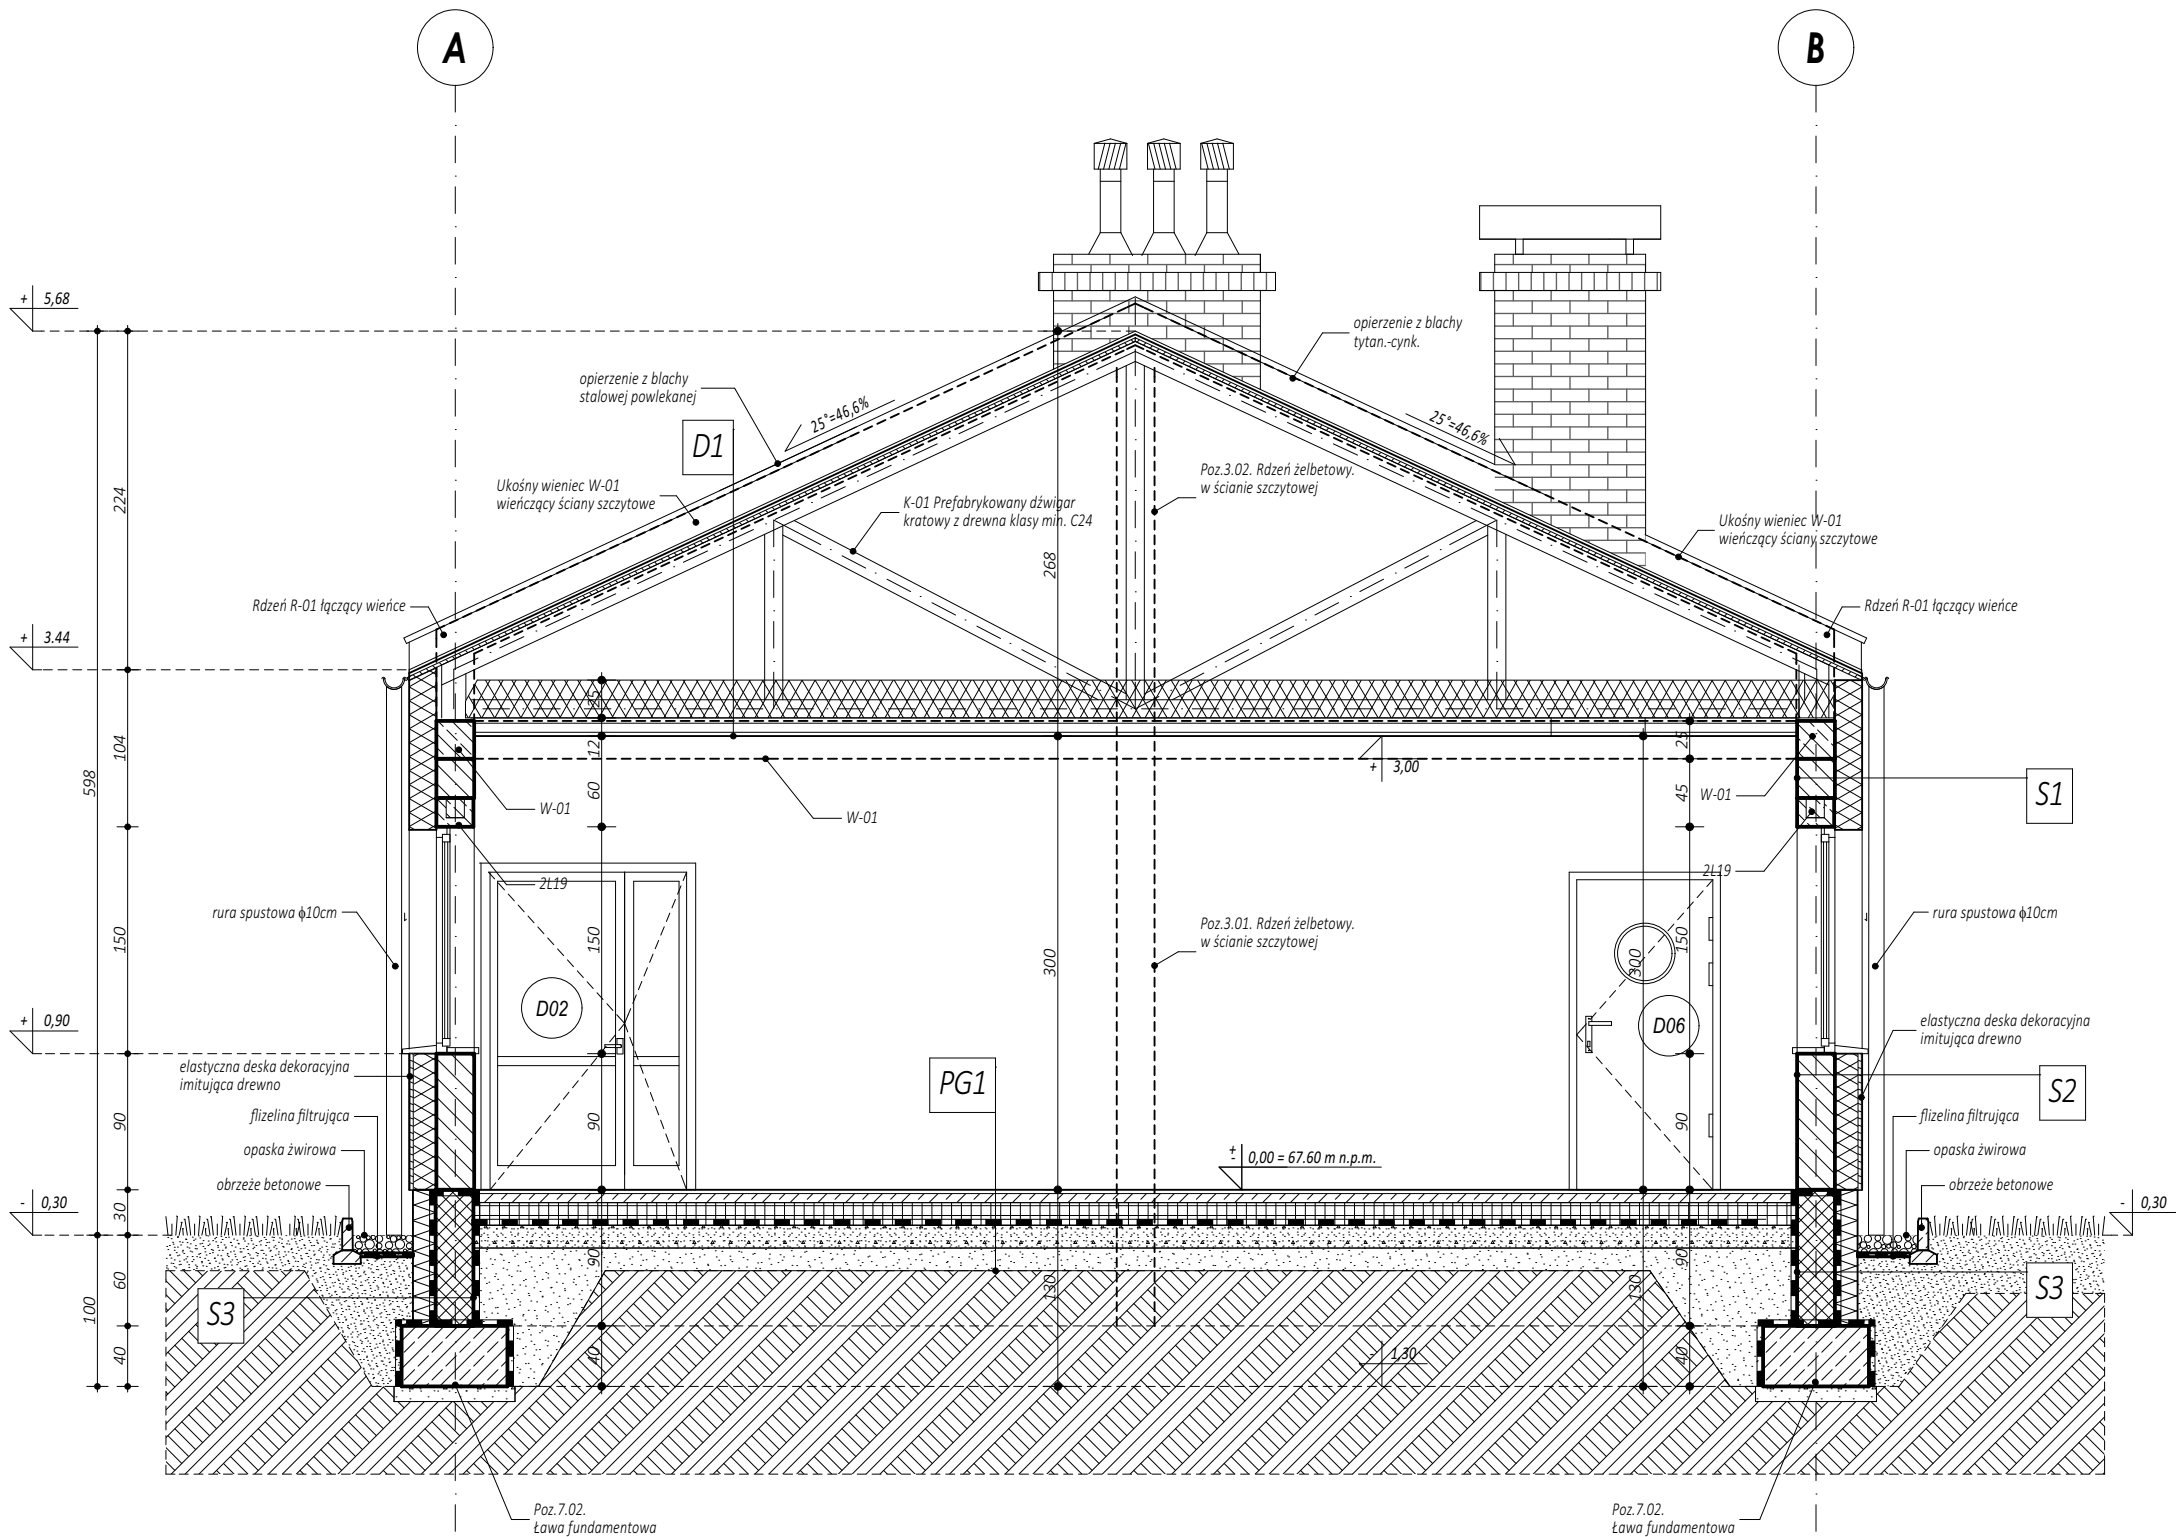 A
B
+ 5,68
opierzenie z blachy
tytan.-cynk.
opierzenie z blachy
stalowej powlekanej
25°=46,6%
25°=46,6%
D1
Poz.3.02. Rdzeń żelbetowy.
w ścianie szczytowej
Ukośny wieniec W-01
wieńczący ściany szczytowe
K-01 Prefabrykowany dźwigar
kratowy z drewna klasy min. C24
Ukośny wieniec W-01
wieńczący ściany szczytowe
224
268
Rdzeń R-01 łączący wieńce
Rdzeń R-01 łączący wieńce
+ 3.44
25
104
12
25
+ 3,00
598
60
45
W-01
W-01
W-01
S1
2L19
2L19
rura spustowa ϕ10cm
rura spustowa ϕ10cm
Poz.3.01. Rdzeń żelbetowy.
w ścianie szczytowej
150
150
300
300
150
D02
D06
+ 0,90
elastyczna deska dekoracyjna
imitująca drewno
elastyczna deska dekoracyjna
imitująca drewno
PG1
S2
90
90
90
flizelina filtrująca
flizelina filtrująca
opaska żwirowa
opaska żwirowa
+
- 0,00 = 67.60 m n.p.m.
obrzeże betonowe
obrzeże betonowe
- 0,30
30
- 0,30
90
90
60
130
130
100
S3
S3
40
40
- 1,30
40
Poz.7.02.
Ława fundamentowa
Poz.7.02.
Ława fundamentowa